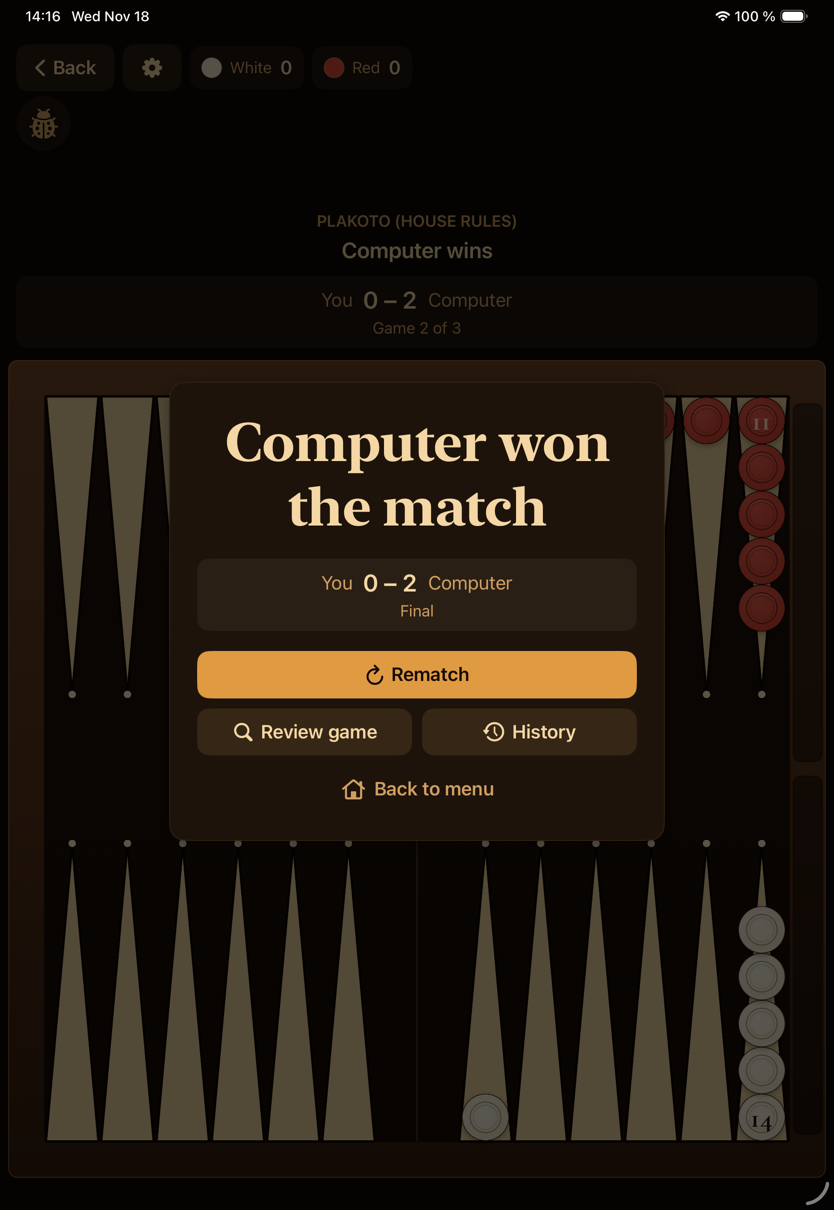 14:16 Wed Nov 18 100 %
Back White 0 Red 0
PLAKOTO (HOUSE RULES)
Computer wins
You 0 – 2 Computer
Game 2 of 3
11
Computer won
the match
You 0 – 2 Computer
Final
Rematch
Review game History
Back to menu
14